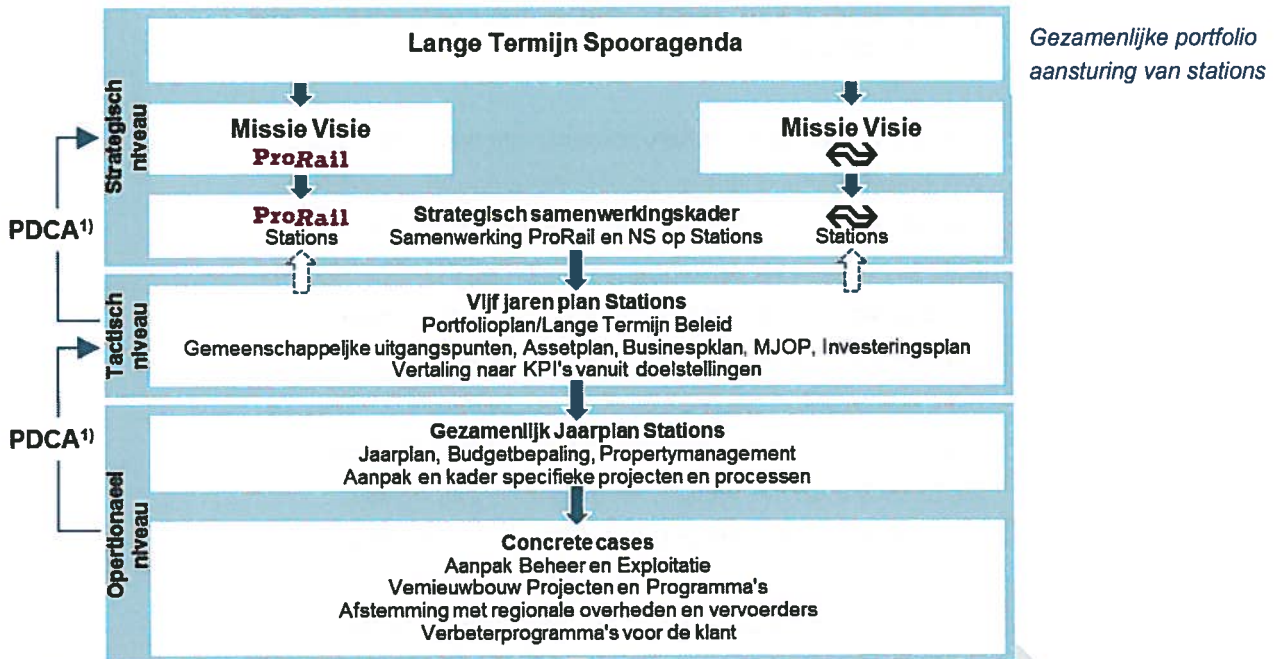 Lange Termijn Spooragenda
Gezamenlijke portfolio
aansturing van stations
Strategisch
niveau
Missie Visie
ProRail
Missie Visie
PDCA1)
ProRail
Stations
Strategisch samenwerkingskader
Samenwerking ProRail en NS op Stations
Stations
Tactisch
niveau
Vijf jaren plan Stations
Portfolioplan/Lange Termijn Beleid
Gemeenschappeljke uitgangspunten, Assetplan, Businespklan, MJOP, Investeringsplan
Vertaling naar KPI's vanuit doelstellingen
PDCA1)
Opertionaeel
niveau
Gezamenlijk Jaarplan Stations
Jaarplan, Budgetbepaling, Propertymanagement
Aanpak en kader specifieke projecten en processen
Concrete cases
Aanpak Beheer en Exploitatie
Vernieuwbouw Projecten en Programma's
Afstemming met regionale overheden en vervoerders
Verbeterprogramma's voor de klant